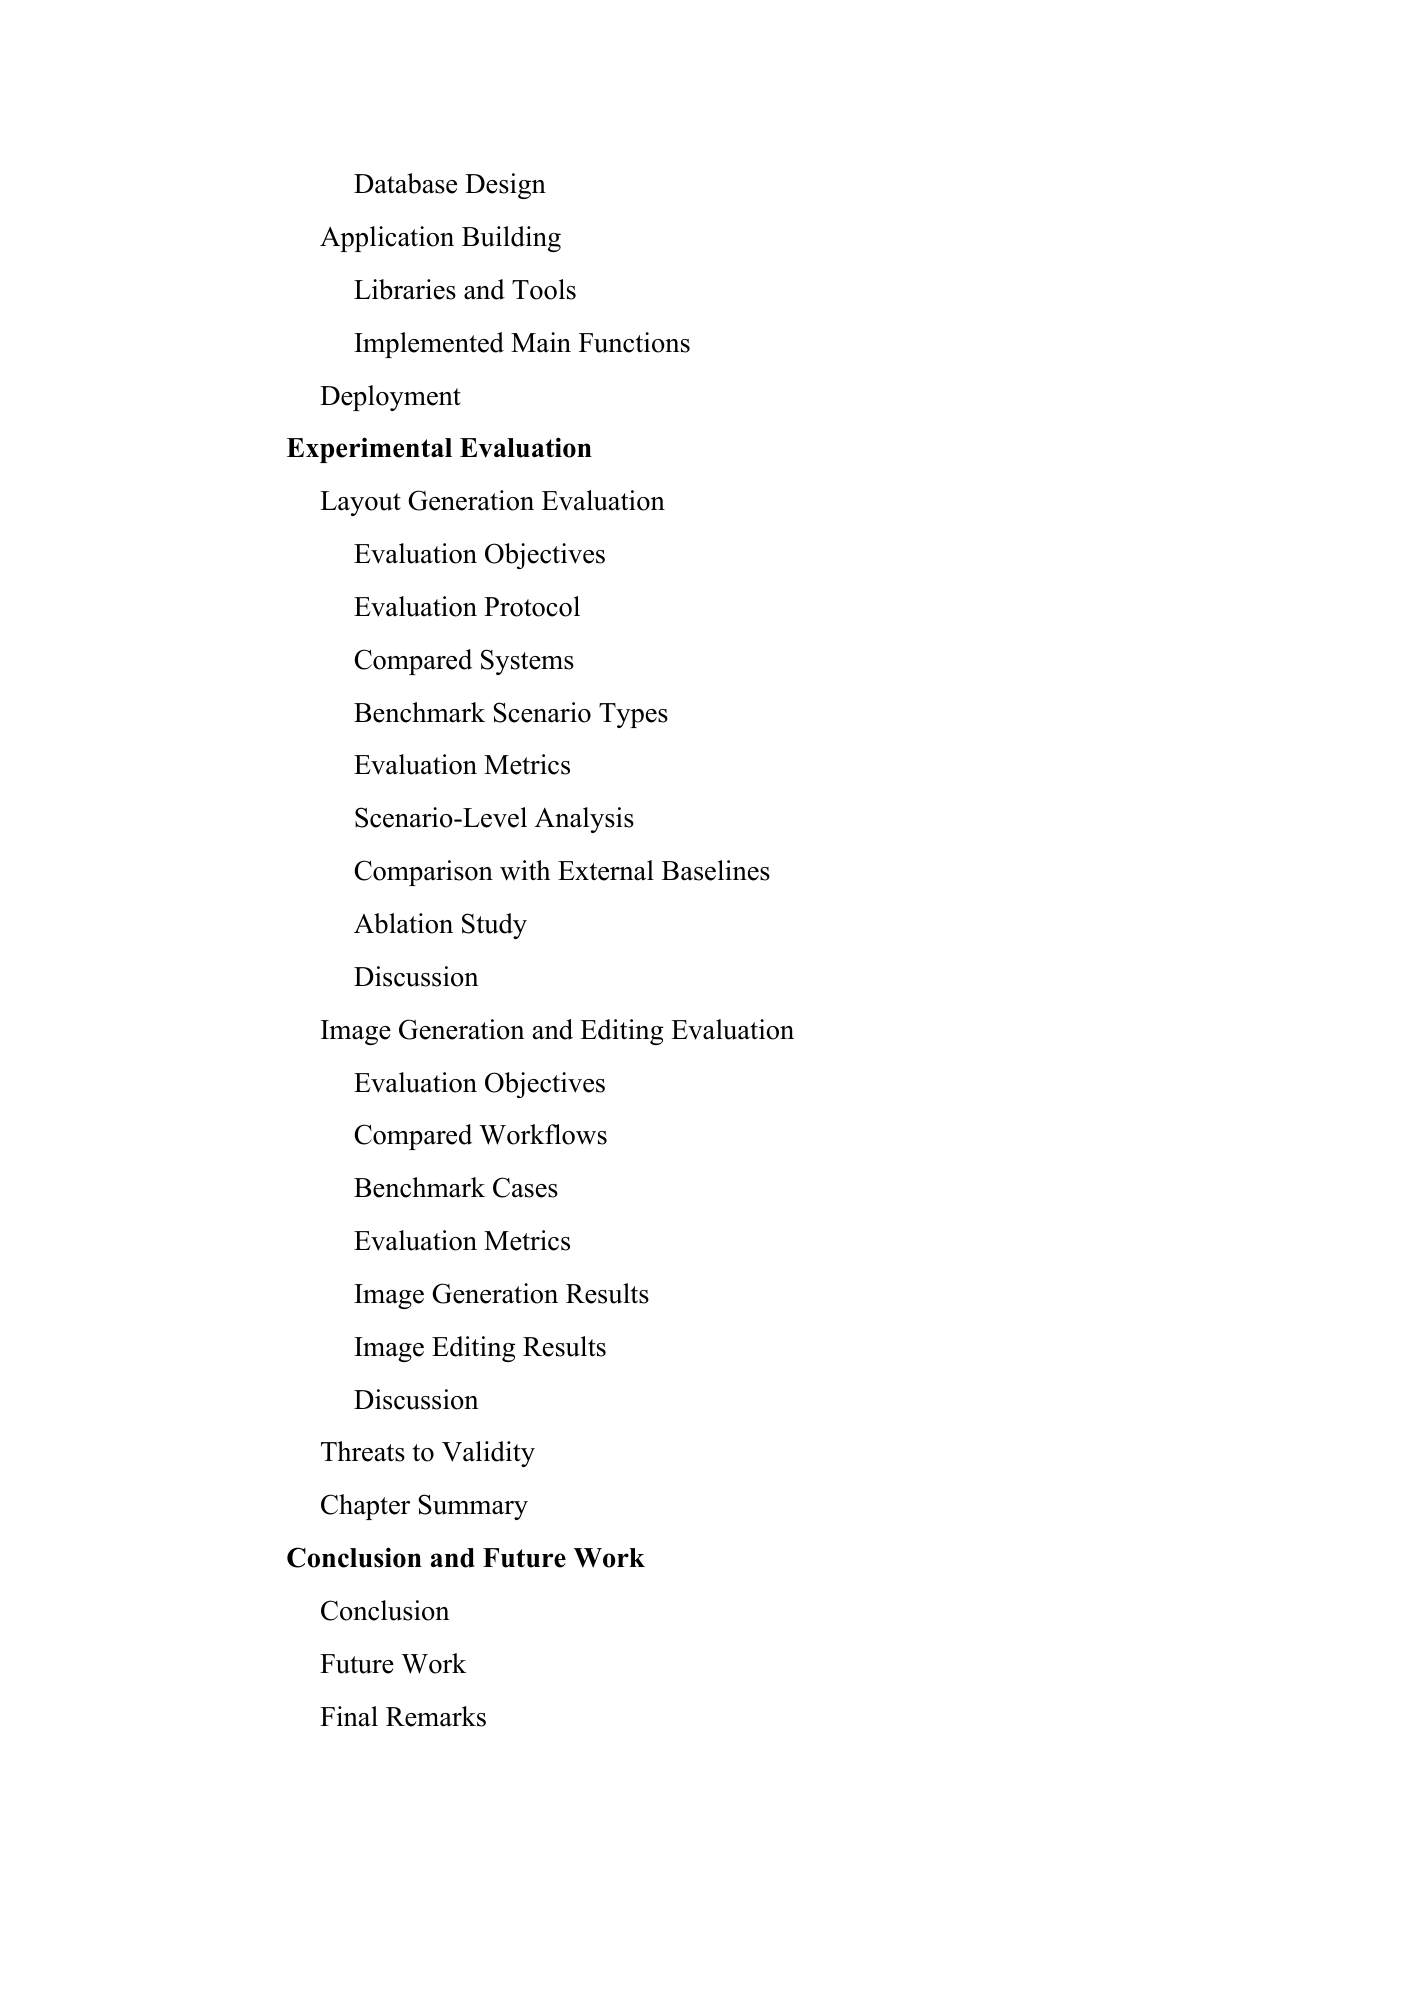 Database Design
Application Building
Libraries and Tools
Implemented Main Functions
Deployment
Experimental Evaluation
Layout Generation Evaluation
Evaluation Objectives
Evaluation Protocol
Compared Systems
Benchmark Scenario Types
Evaluation Metrics
Scenario-Level Analysis
Comparison with External Baselines
Ablation Study
Discussion
Image Generation and Editing Evaluation
Evaluation Objectives
Compared Workflows
Benchmark Cases
Evaluation Metrics
Image Generation Results
Image Editing Results
Discussion
Threats to Validity
Chapter Summary
Conclusion and Future Work
Conclusion
Future Work
Final Remarks